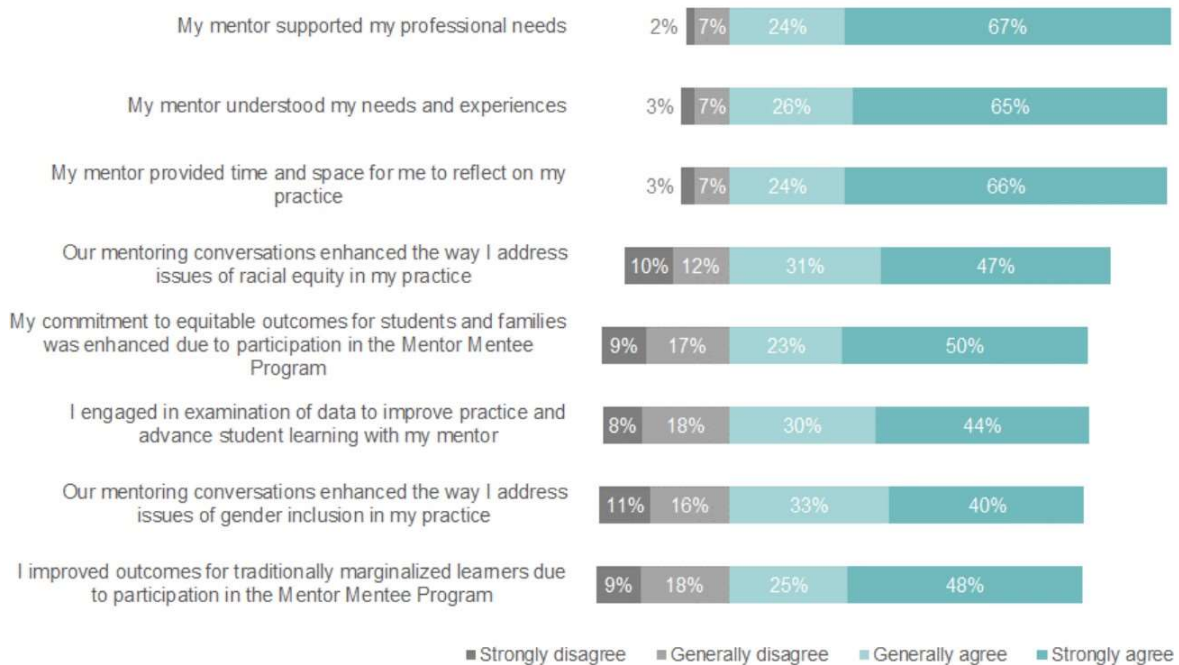 My mentor supported my professional needs
2% 7% 24% 67%
My mentor understood my needs and experiences
3% 7% 26% 65%
My mentor provided time and space for me to reflect on my
practice
3% 7% 24% 66%
Our mentoring conversations enhanced the way I address
issues of racial equity in my practice
10% 12% 31% 47%
My commitment to equitable outcomes for students and families
was enhanced due to participation in the Mentor Mentee
Program
9% 17% 23% 50%
I engaged in examination of data to improve practice and
advance student learning with my mentor
8% 18% 30% 44%
Our mentoring conversations enhanced the way I address
issues of gender inclusion in my practice
11% 16% 33% 40%
I improved outcomes for traditionally marginalized learners due
to participation in the Mentor Mentee Program
9% 18% 25% 48%
Strongly disagree Generally disagree Generally agree Strongly agree